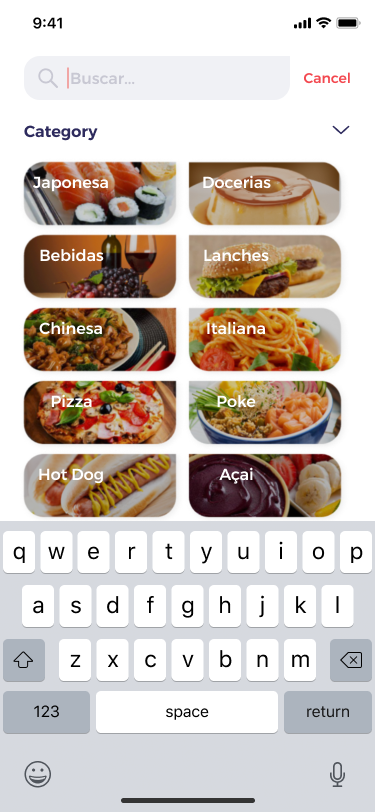 9:41
Buscar...
Cancel
Category
Japonesa
Docerias
Bebidas
Lanches
Chinesa
Italiana
Pizza
Poke
Hot Dog
Açai
q w e r t y u i o p
a s d f g h j k l
z x c v b n m
123 space return